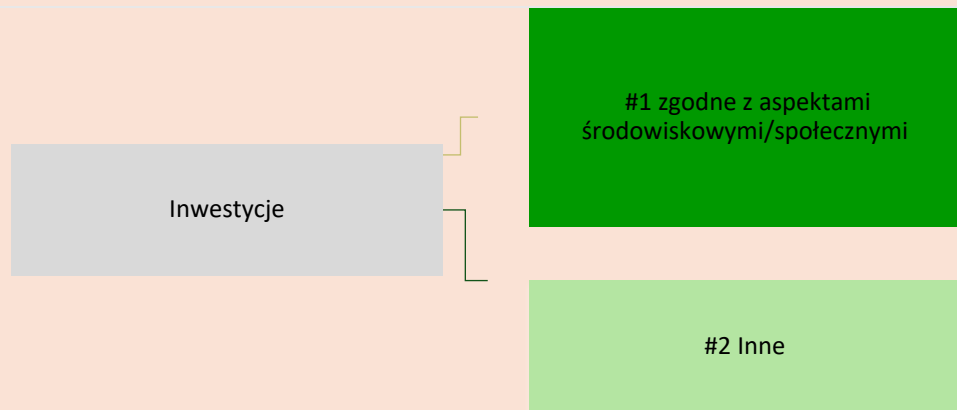 #1 zgodne z aspektami
środowiskowymi/społecznymi
Inwestycje
#2 Inne